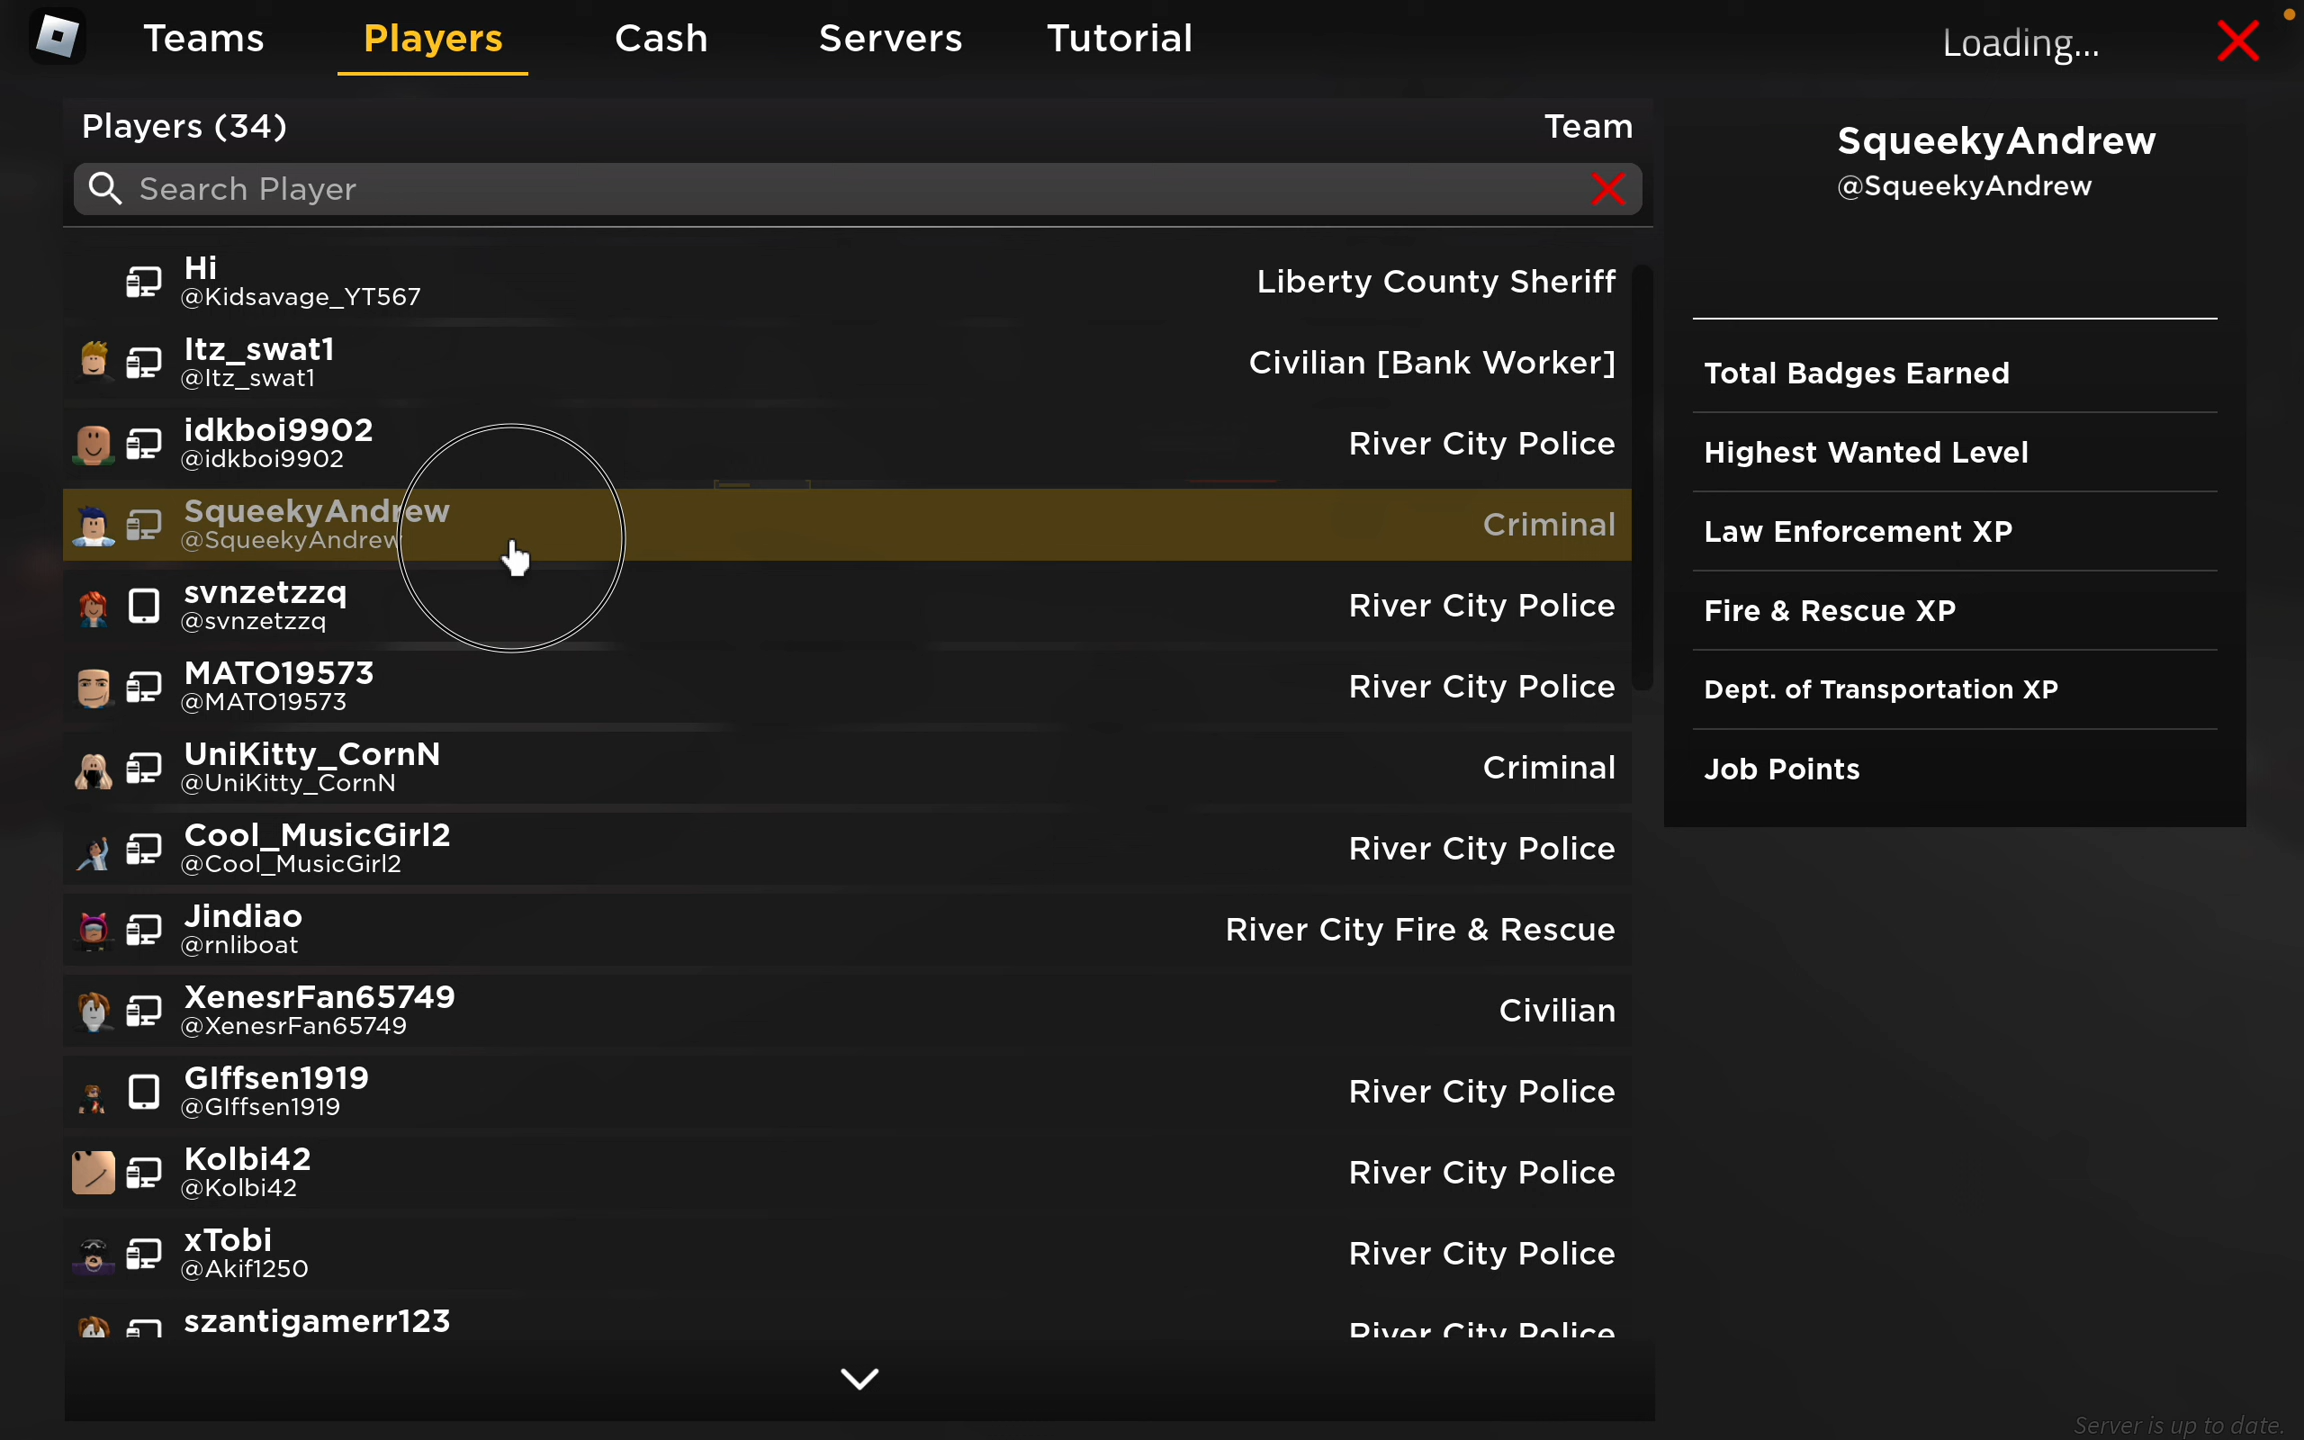 Teams Players Cash Servers Tutorial Loading...
Players (34) Team
Search Player
Hi
@Kidsavage_YT567
Liberty County Sheriff
Itz_swat1
@Itz_swat1
Civilian [Bank Worker]
idkboi9902
@idkboi9902
River City Police
SqueekyAndrew
@SqueekyAndrew
Criminal
svnzetzzq
@svnzetzzq
River City Police
MATO19573
@MATO19573
River City Police
UniKitty_CornN
@UniKitty_CornN
Criminal
Cool_MusicGirl2
@Cool_MusicGirl2
River City Police
Jindiao
@rnliboat
River City Fire & Rescue
XenesrFan65749
@XenesrFan65749
Civilian
GIffsen1919
@GIffsen1919
River City Police
Kolbi42
@Kolbi42
River City Police
xTobi
@Akif1250
River City Police
szantigamerr123
River City Police
SqueekyAndrew
@SqueekyAndrew
Total Badges Earned
Highest Wanted Level
Law Enforcement XP
Fire & Rescue XP
Dept. of Transportation XP
Job Points
Server is up to date.